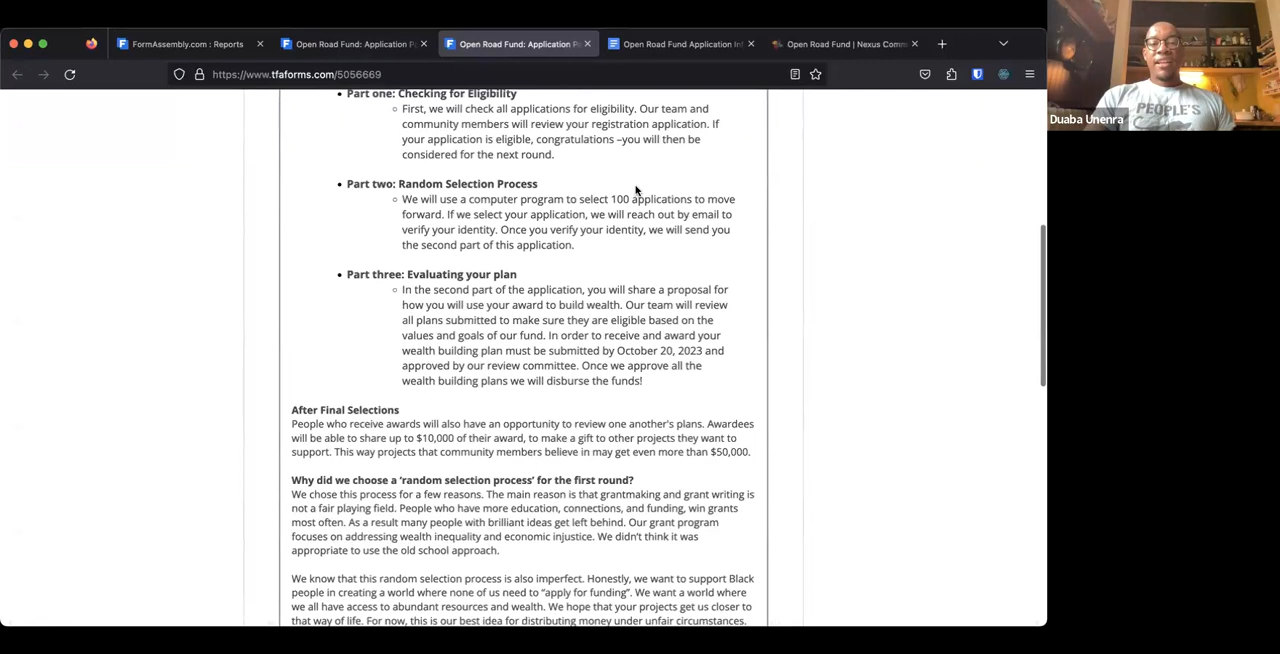 FormAssembly.com : Reports
Open Road Fund: Application P
Open Road Fund: Application P
Open Road Fund Application In
Open Road Fund | Nexus Comm
https://www.tfaforms.com/5056669
Part one: Checking for Eligibility
First, we will check all applications for eligibility. Our team and
community members will review your registration application. If
your application is eligible, congratulations –you will then be
considered for the next round.
Part two: Random Selection Process
We will use a computer program to select 100 applications to move
forward. If we select your application, we will reach out by email to
verify your identity. Once you verify your identity, we will send you
the second part of this application.
Part three: Evaluating your plan
In the second part of the application, you will share a proposal for
how you will use your award to build wealth. Our team will review
all plans submitted to make sure they are eligible based on the
values and goals of our fund. In order to receive and award your
wealth building plan must be submitted by October 20, 2023 and
approved by our review committee. Once we approve all the
wealth building plans we will disburse the funds!
After Final Selections
People who receive awards will also have an opportunity to review one another's plans. Awardees
will be able to share up to $10,000 of their award, to make a gift to other projects they want to
support. This way projects that community members believe in may get even more than $50,000.
Why did we choose a ‘random selection process’ for the first round?
We chose this process for a few reasons. The main reason is that grantmaking and grant writing is
not a fair playing field. People who have more education, connections, and funding, win grants
most often. As a result many people with brilliant ideas get left behind. Our grant program
focuses on addressing wealth inequality and economic injustice. We didn't think it was
appropriate to use the old school approach.
We know that this random selection process is also imperfect. Honestly, we want to support Black
people in creating a world where none of us need to “apply for funding”. We want a world where
we all have access to abundant resources and wealth. We hope that your projects get us closer to
that way of life. For now, this is our best idea for distributing money under unfair circumstances.
PEOPLE'S
Duaba Unenra